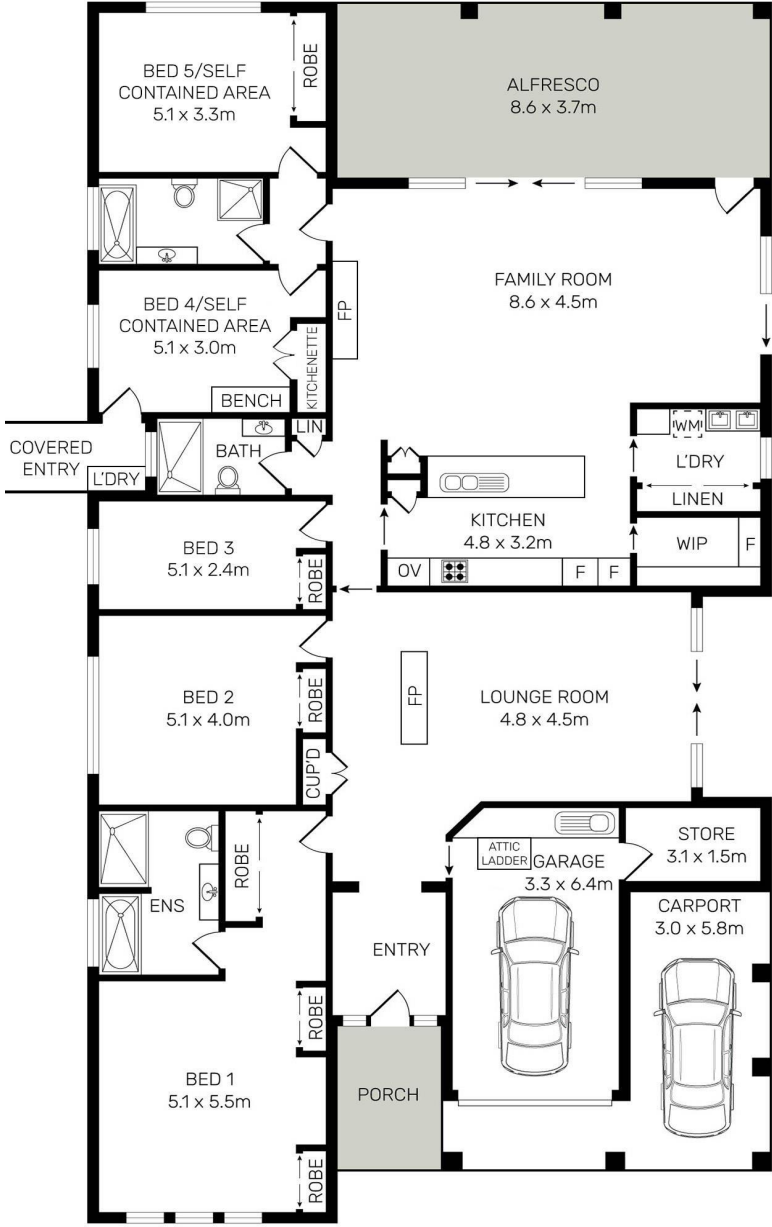 BED 5/SELF
CONTAINED AREA
5.1 x 3.3m
ROBE
ALFRESCO
8.6 x 3.7m
BED 4/SELF
CONTAINED AREA
5.1 x 3.0m
KITCHENETTE
BENCH
FP
FAMILY ROOM
8.6 x 4.5m
COVERED
ENTRY
L'DRY
BATH
LIN
WM
L'DRY
LINEN
KITCHEN
4.8 x 3.2m
OV
F
F
WIP
F
BED 3
5.1 x 2.4m
ROBE
BED 2
5.1 x 4.0m
ROBE
CUP'D
FP
LOUNGE ROOM
4.8 x 4.5m
ENS
ROBE
ATTIC
LADDER
GARAGE
3.3 x 6.4m
STORE
3.1 x 1.5m
CARPORT
3.0 x 5.8m
ENTRY
BED 1
5.1 x 5.5m
ROBE
ROBE
PORCH